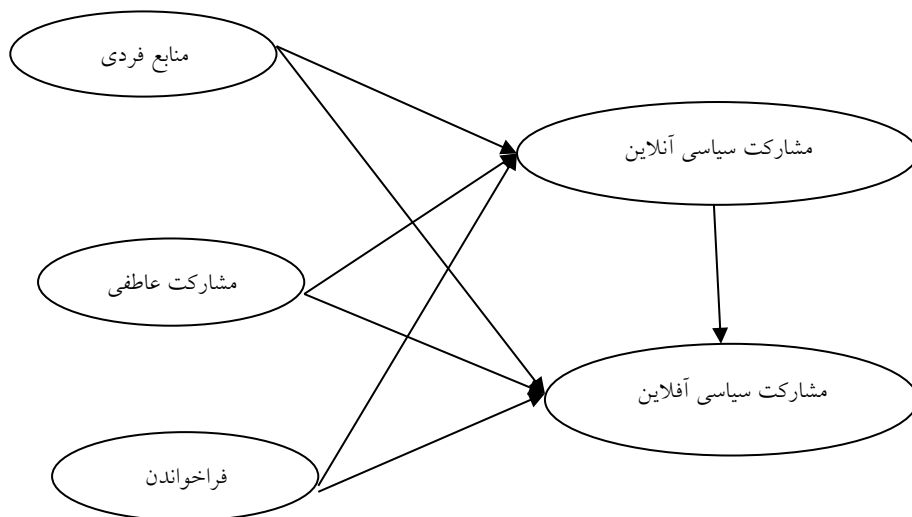 منابع فردی
مشارکت سیاسی آنلاین
مشارکت عاطفی
مشارکت سیاسی آفلاین
فراخواندن